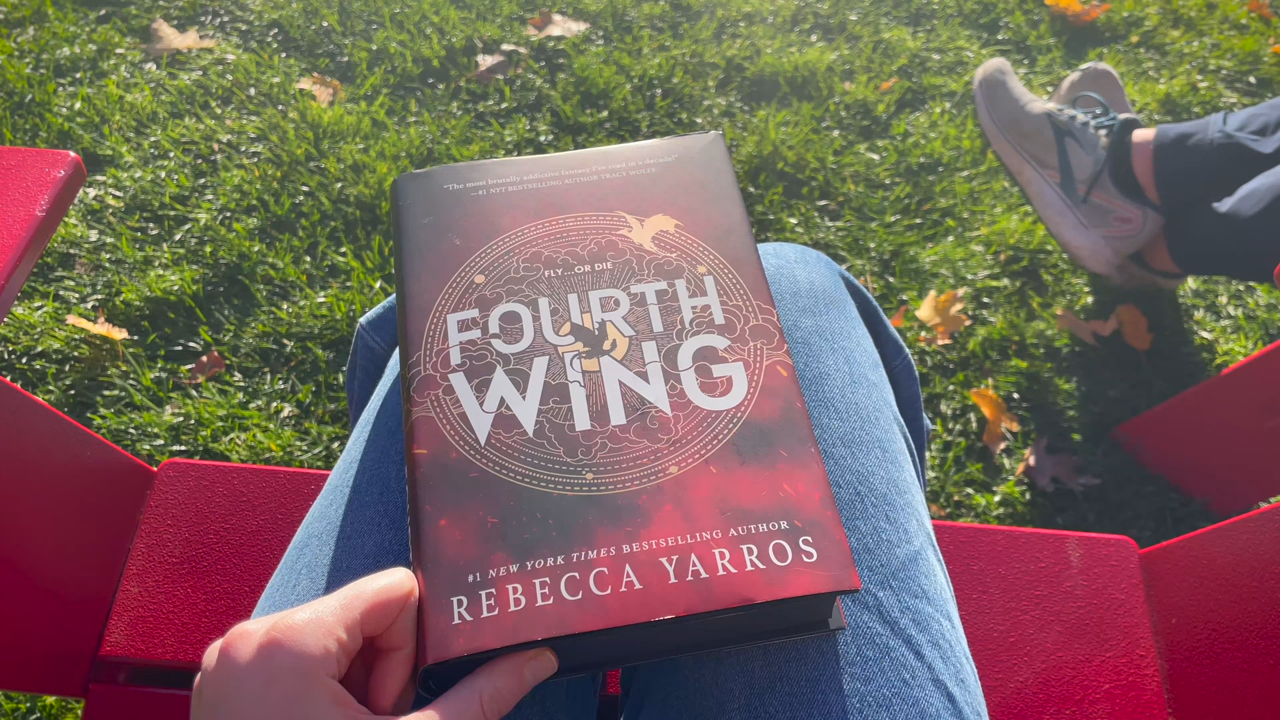 "The most brutally addictive fantasy I've read in a decade!"
—#1 NYT BESTSELLING AUTHOR TRACY WOLFF
FLY...OR DIE
FOURTH
WING
#1 NEW YORK TIMES BESTSELLING AUTHOR
REBECCA YARROS